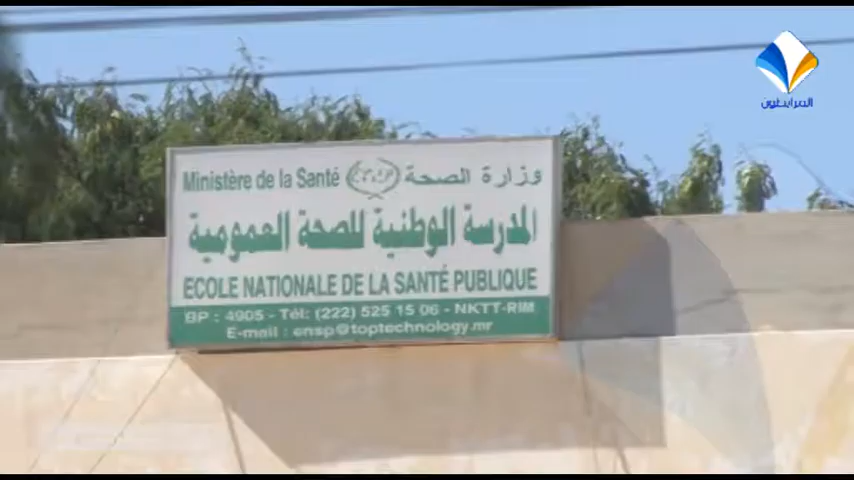 المرابطون
Ministère de la Santé وزارة الصحة
المدرسة الوطنية للصحة العمومية
ECOLE NATIONALE DE LA SANTÉ PUBLIQUE
BP : 4905 - TÉL : (222) 525 15 06 - NKTT-RIM
E-mail : ensp@toptechnology.mr